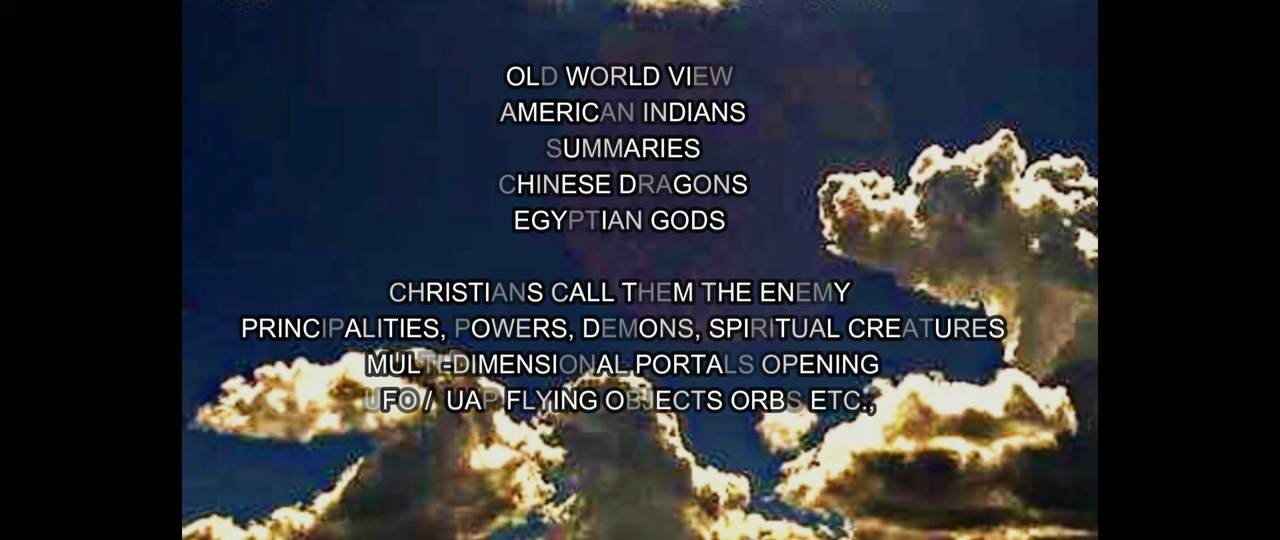 OLD WORLD VIEW
AMERICAN INDIANS
SUMMARIES
CHINESE DRAGONS
EGYPTIAN GODS
CHRISTIANS CALL THEM THE ENEMY
PRINCIPALITIES, POWERS, DEMONS, SPIRITUAL CREATURES
MULTI-DIMENSIONAL PORTALS OPENING
UFO / UAP FLYING OBJECTS ORBS ETC.,